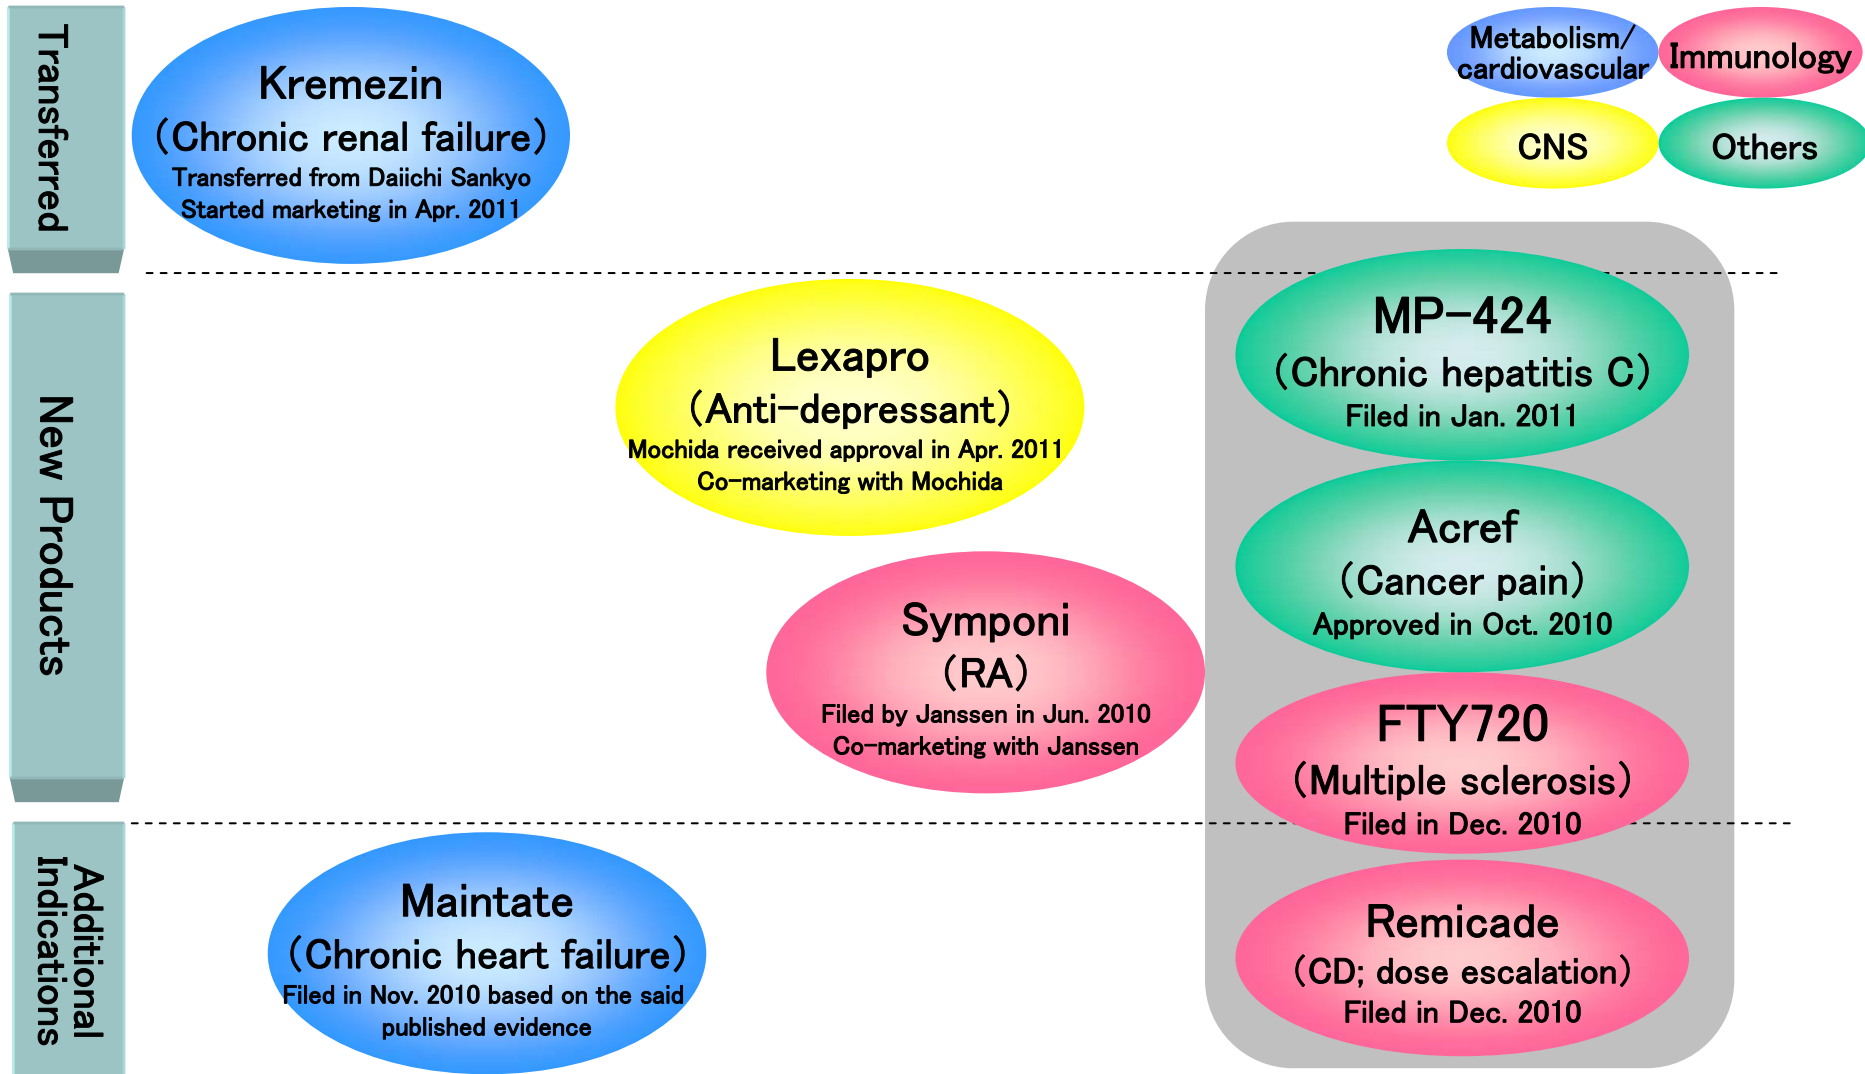 Transferred
Kremezin
(Chronic renal failure)
Transferred from Daiichi Sankyo
Started marketing in Apr. 2011
Metabolism/
cardiovascular
Immunology
CNS
Others
New Products
Lexapro
(Anti-depressant)
Mochida received approval in Apr. 2011
Co-marketing with Mochida
Symponi
(RA)
Filed by Janssen in Jun. 2010
Co-marketing with Janssen
MP-424
(Chronic hepatitis C)
Filed in Jan. 2011
Acref
(Cancer pain)
Approved in Oct. 2010
FTY720
(Multiple sclerosis)
Filed in Dec. 2010
Additional
Indications
Maintate
(Chronic heart failure)
Filed in Nov. 2010 based on the said
published evidence
Remicade
(CD; dose escalation)
Filed in Dec. 2010